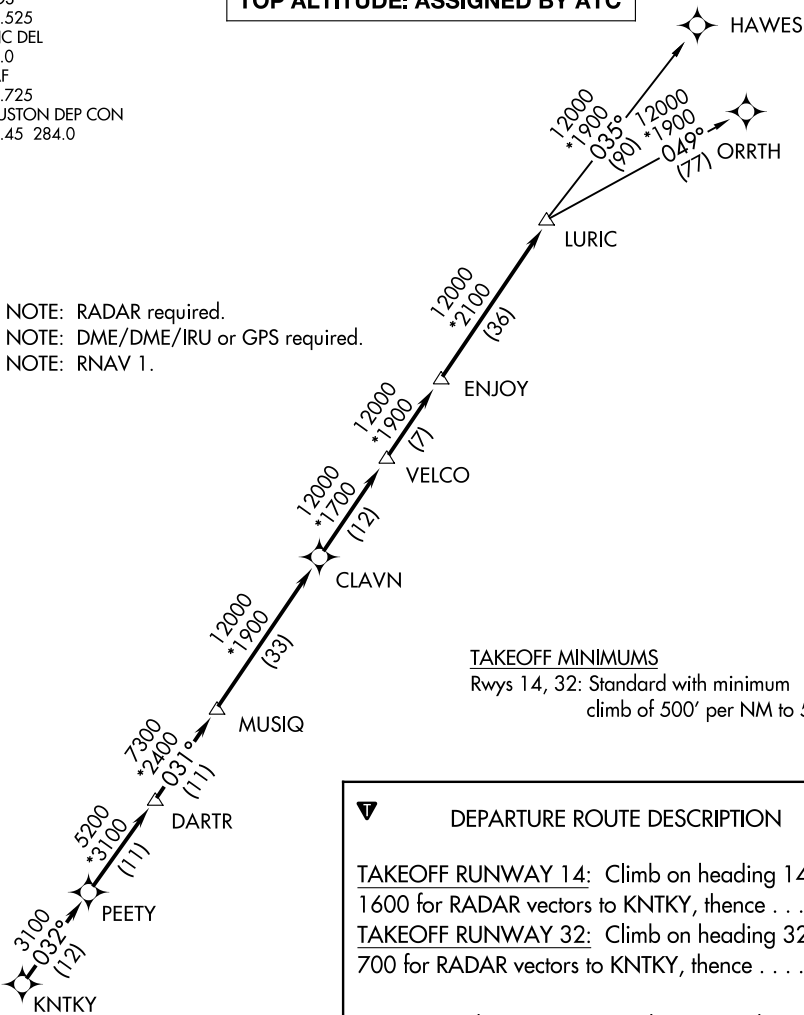 .525
C DEL
.0
F
.725
USTON DEP CON
.45 284.0
TOP ALTITUDE: ASSIGNED BY ATC
HAWES
12000
*1900
035°
(90)
12000
*1900
049°
(77)
ORRTH
LURIC
12000
*2100
(36)
NOTE: RADAR required.
NOTE: DME/DME/IRU or GPS required.
NOTE: RNAV 1.
ENJOY
12000
*1900
(7)
VELCO
12000
*1700
(12)
CLAVN
12000
*1900
(33)
TAKEOFF MINIMUMS
Rwys 14, 32: Standard with minimum
climb of 500' per NM to 5
MUSIQ
7300
*2400
031°
(11)
DARTR
5200
*3100
(11)
PEETY
3100
032°
(12)
KNTKY
T
DEPARTURE ROUTE DESCRIPTION
TAKEOFF RUNWAY 14: Climb on heading 14
1600 for RADAR vectors to KNTKY, thence . . .
TAKEOFF RUNWAY 32: Climb on heading 32
700 for RADAR vectors to KNTKY, thence . . . .